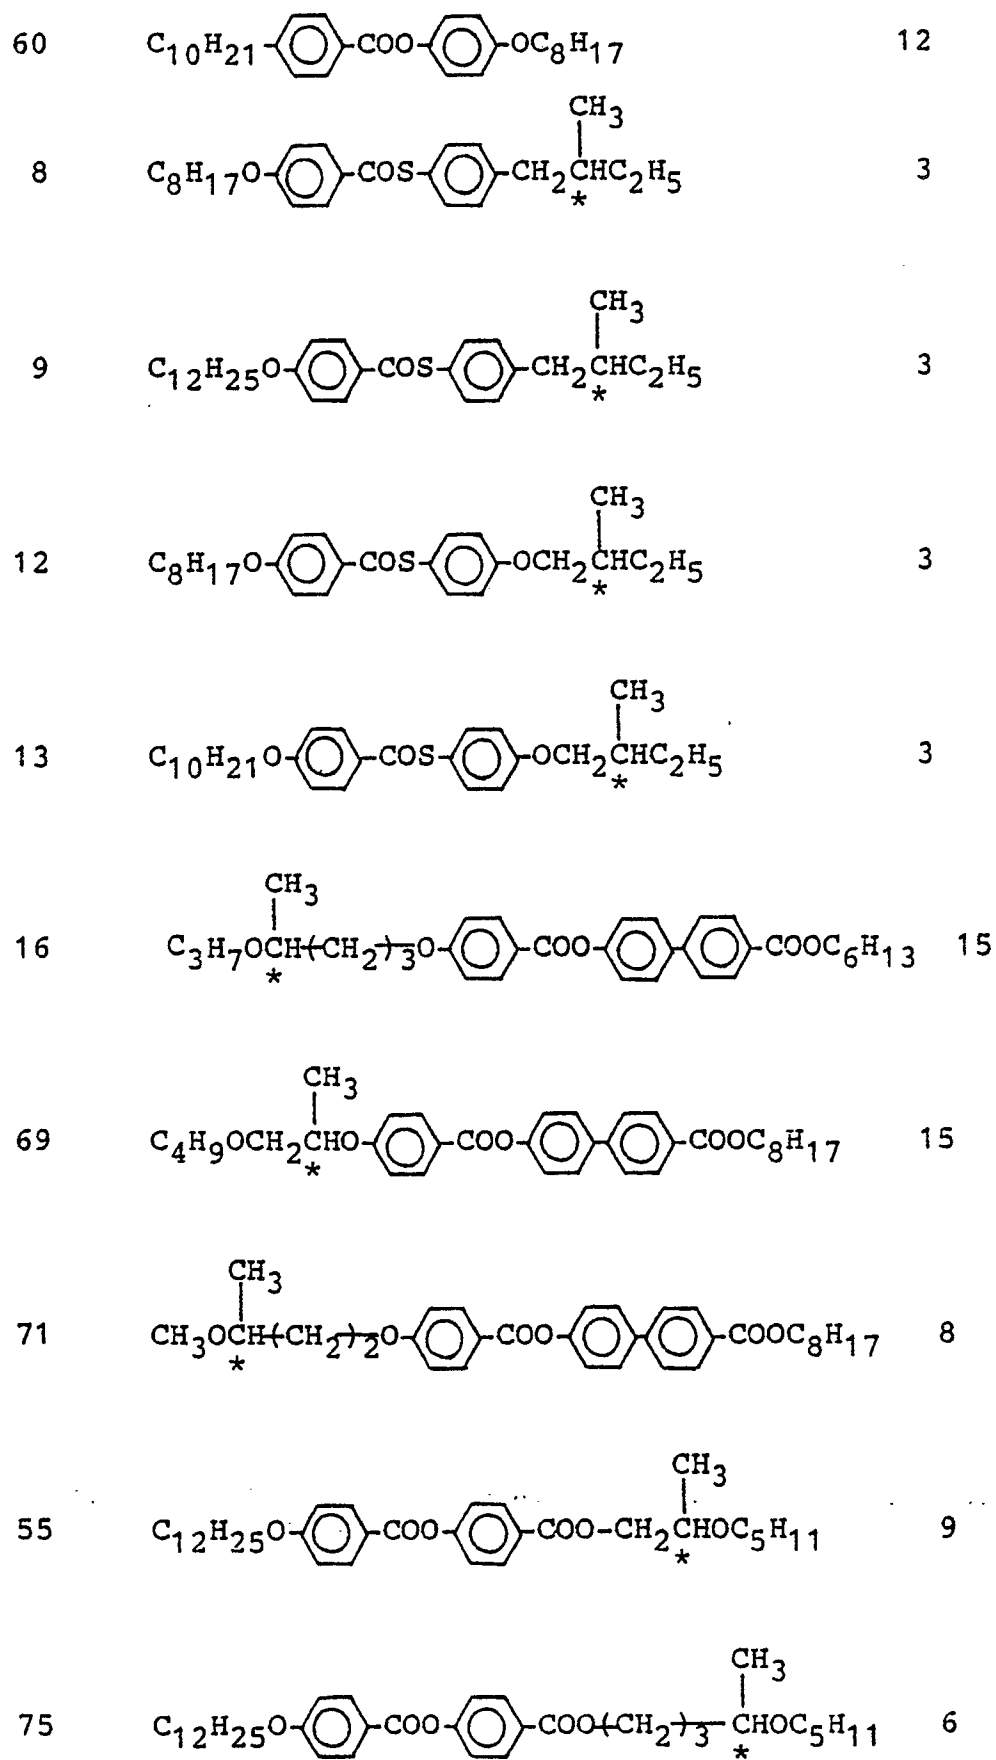 60 C10H21 COO OC8H17 12
CH3
8 C8H17O COS CH2CHC2H5 3
*
CH3
9 C12H25O COS CH2CHC2H5 3
*
CH3
12 C8H17O COS OCH2CHC2H5 3
*
CH3
13 C10H21O COS OCH2CHC2H5 3
*
CH3
16 C3H7OCH(CH2)3O COO COOC6H13 15
*
CH3
69 C4H9OCH2CHO COO COOC8H17 15
*
CH3
71 CH3OCH(CH2)2O COO COOC8H17 8
*
CH3
55 C12H25O COO COO-CH2CHOC5H11 9
*
CH3
75 C12H25O COO COO(CH2)3CHOC5H11 6
*